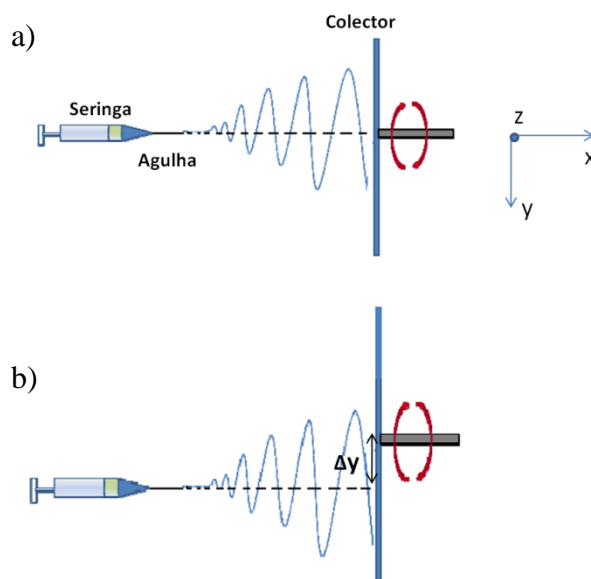 a)
Colector
Seringa
Agulha
z
x
y
b)
Δy